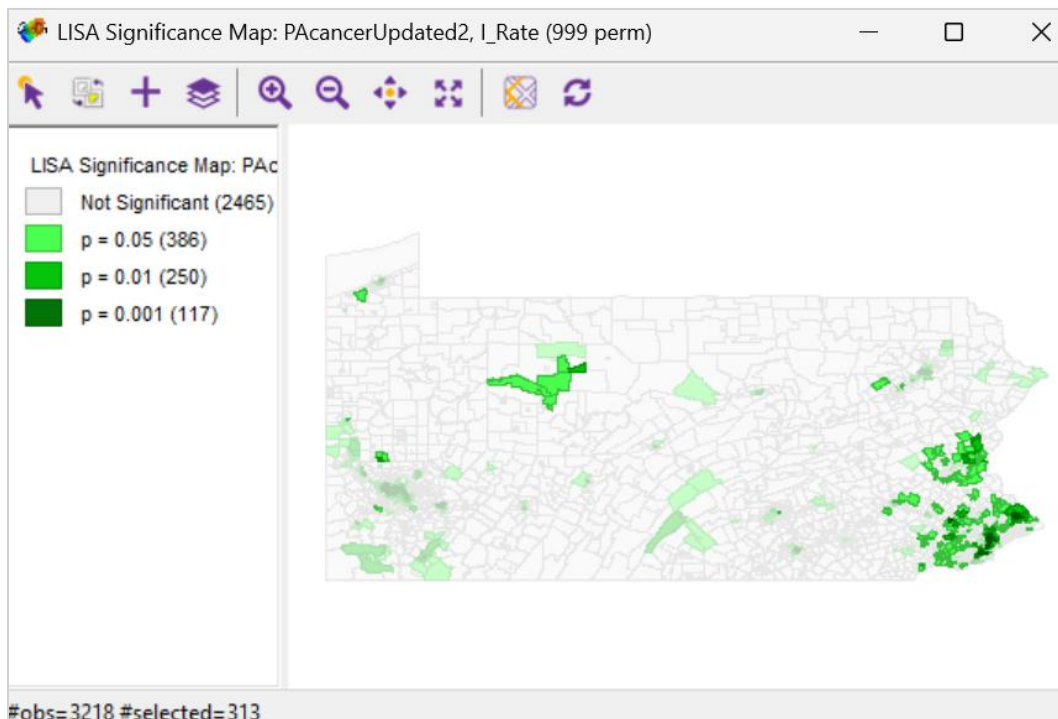 LISA Significance Map: PAcancerUpdated2, I_Rate (999 perm)
LISA Significance Map: PAc
Not Significant (2465)
p = 0.05 (386)
p = 0.01 (250)
p = 0.001 (117)
#obs=3218 #selected=313